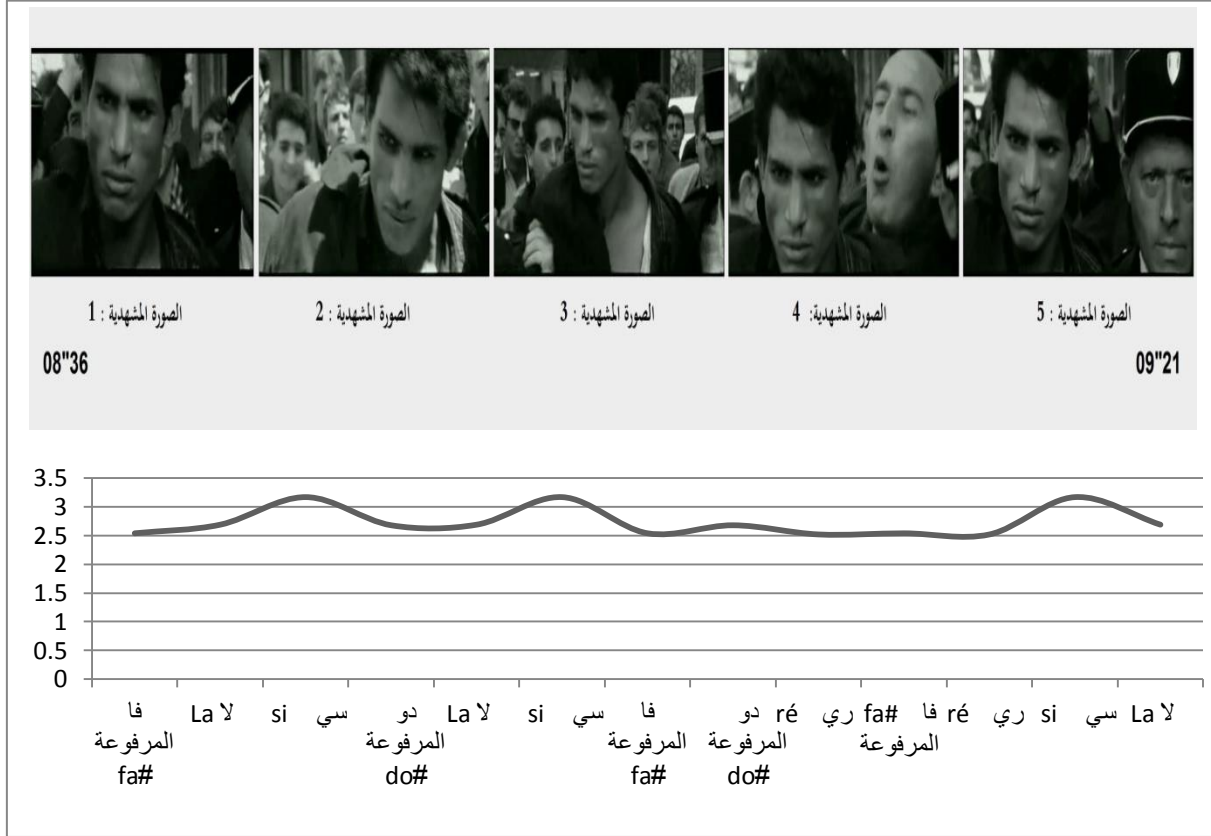 الصورة المشهدية : 1 الصورة المشهدية : 2 الصورة المشهدية : 3 الصورة المشهدية: 4 الصورة المشهدية : 5
08"36 09"21
3.5
3
2.5
2
1.5
1
0.5
0
فا المرفوعة fa#
لا La
سي si
دو المرفوعة do#
لا La
سي si
فا المرفوعة fa#
دو المرفوعة do#
ري ré
فا المرفوعة fa#
ري ré
سي si
لا La